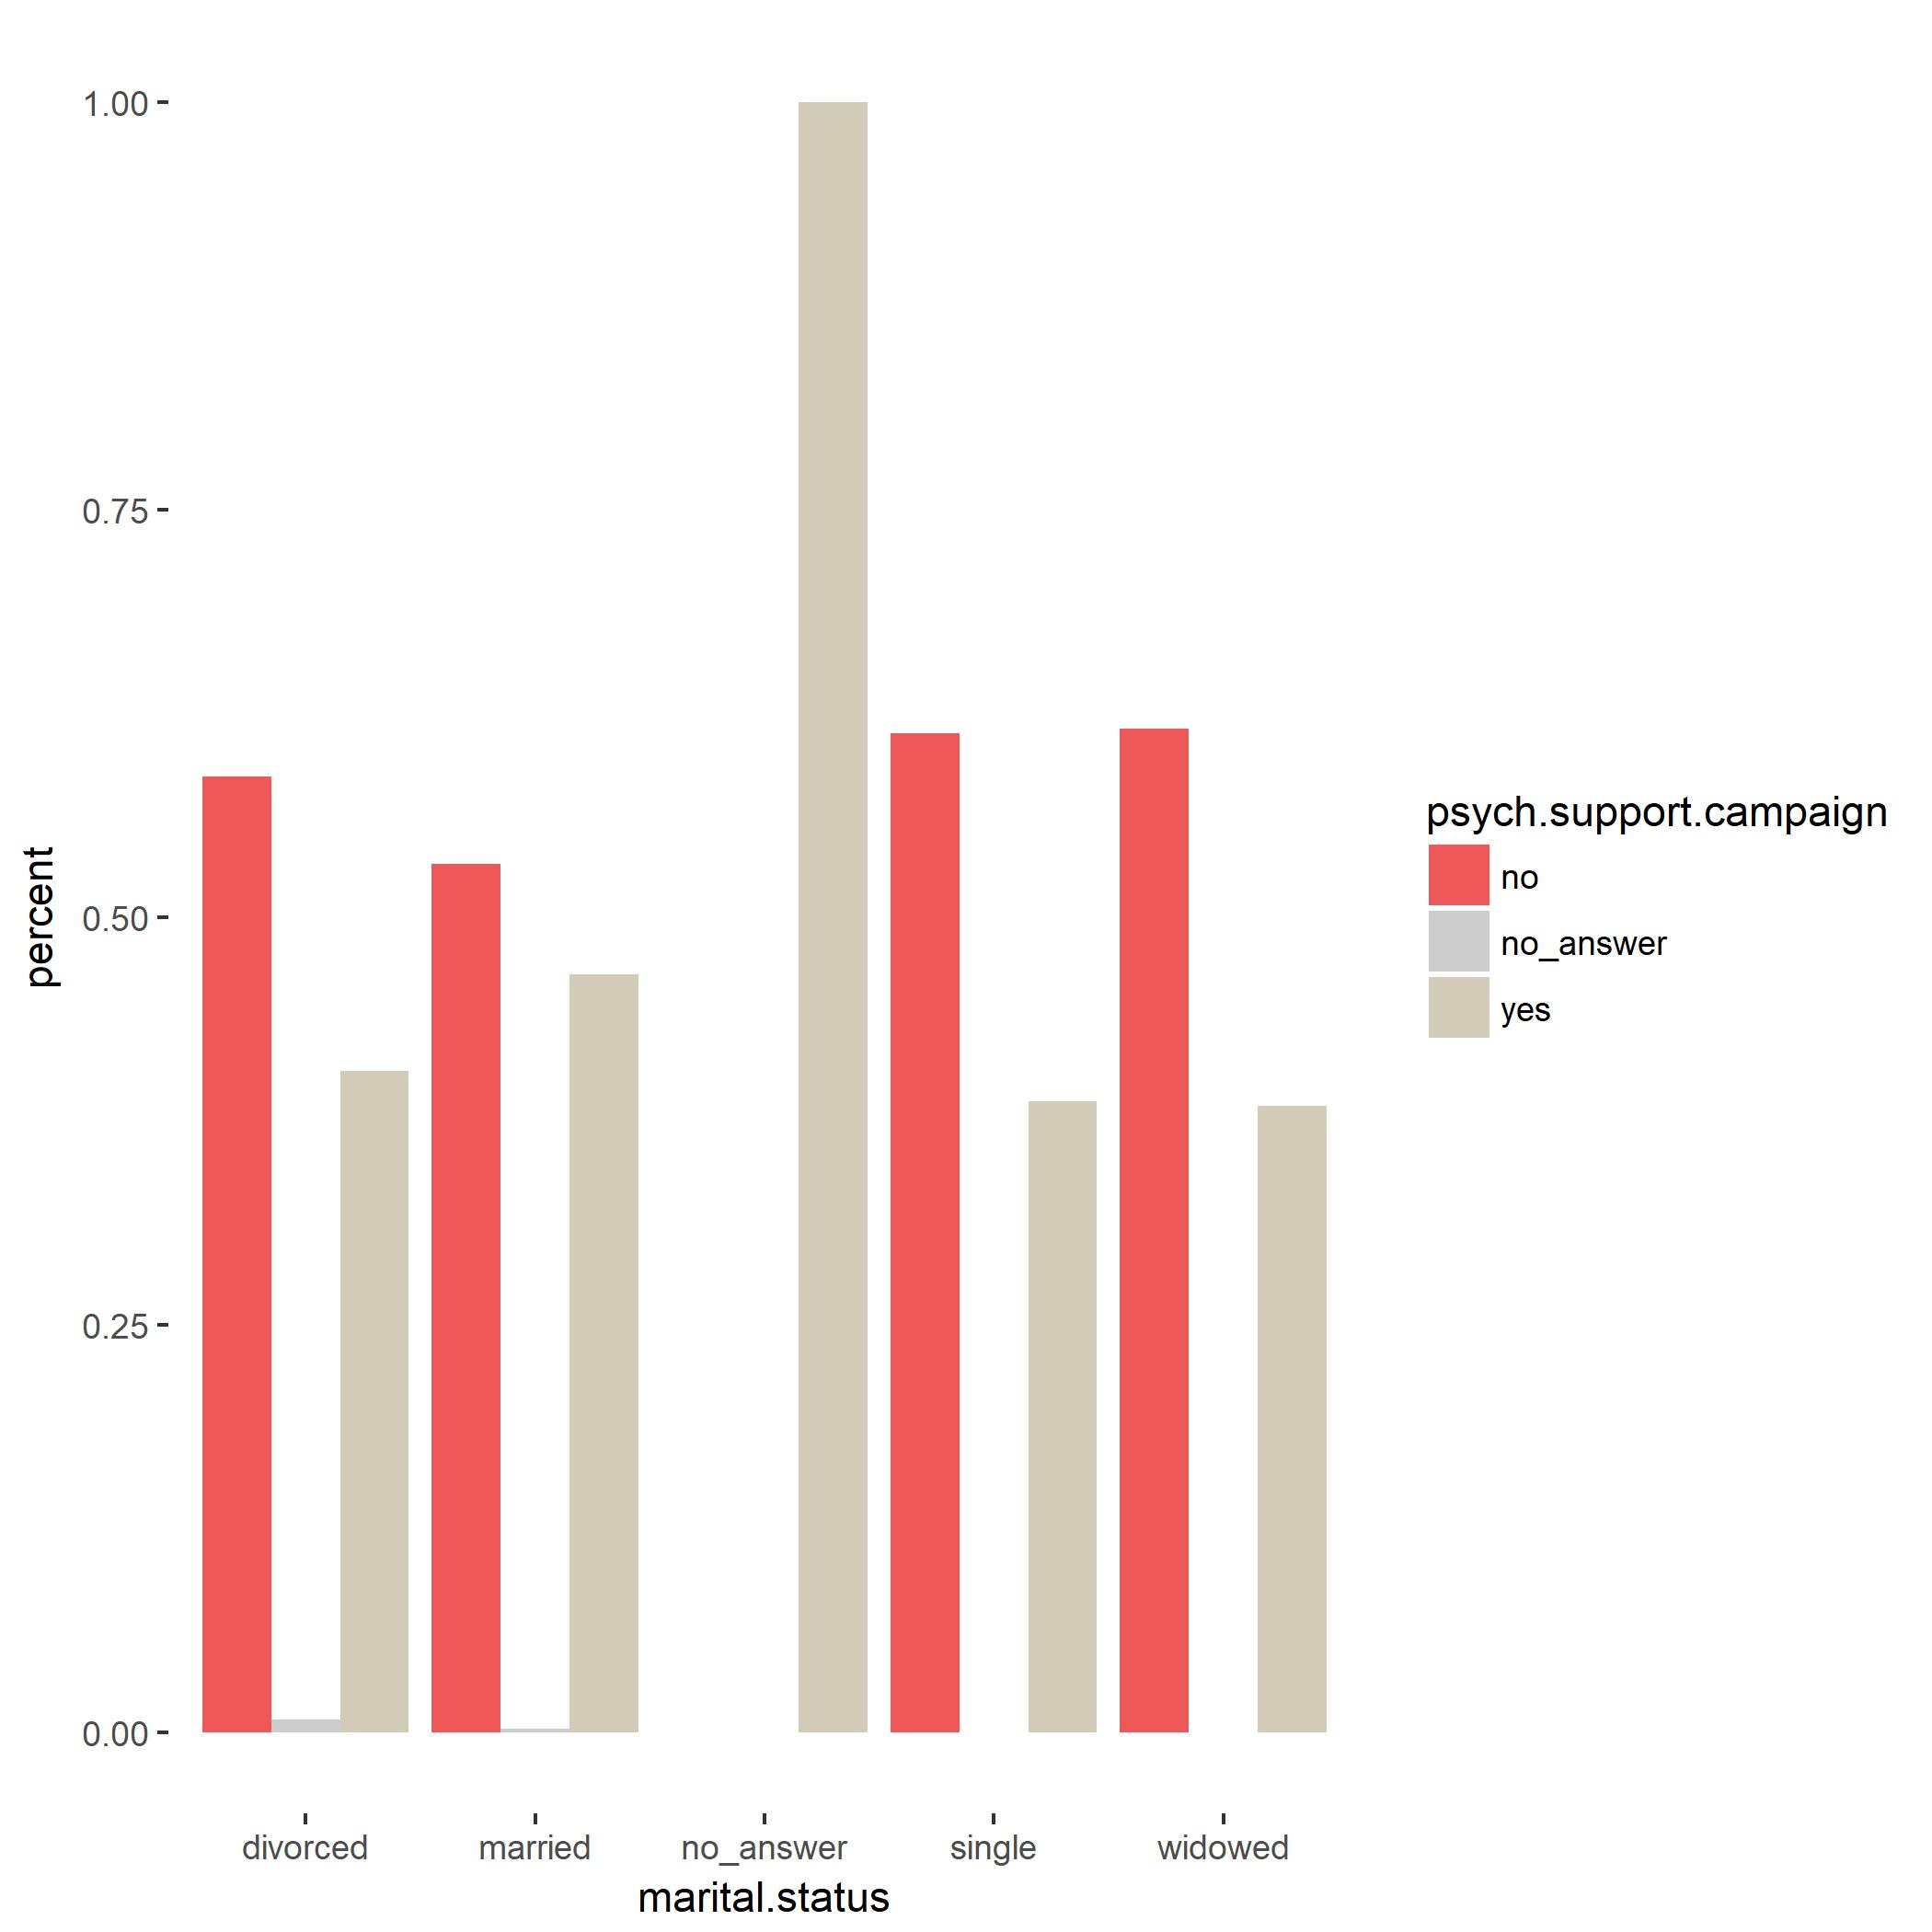 1.00
0.75
0.50
0.25
0.00
percent
divorced married no_answer single widowed
marital.status
psych.support.campaign
no
no_answer
yes